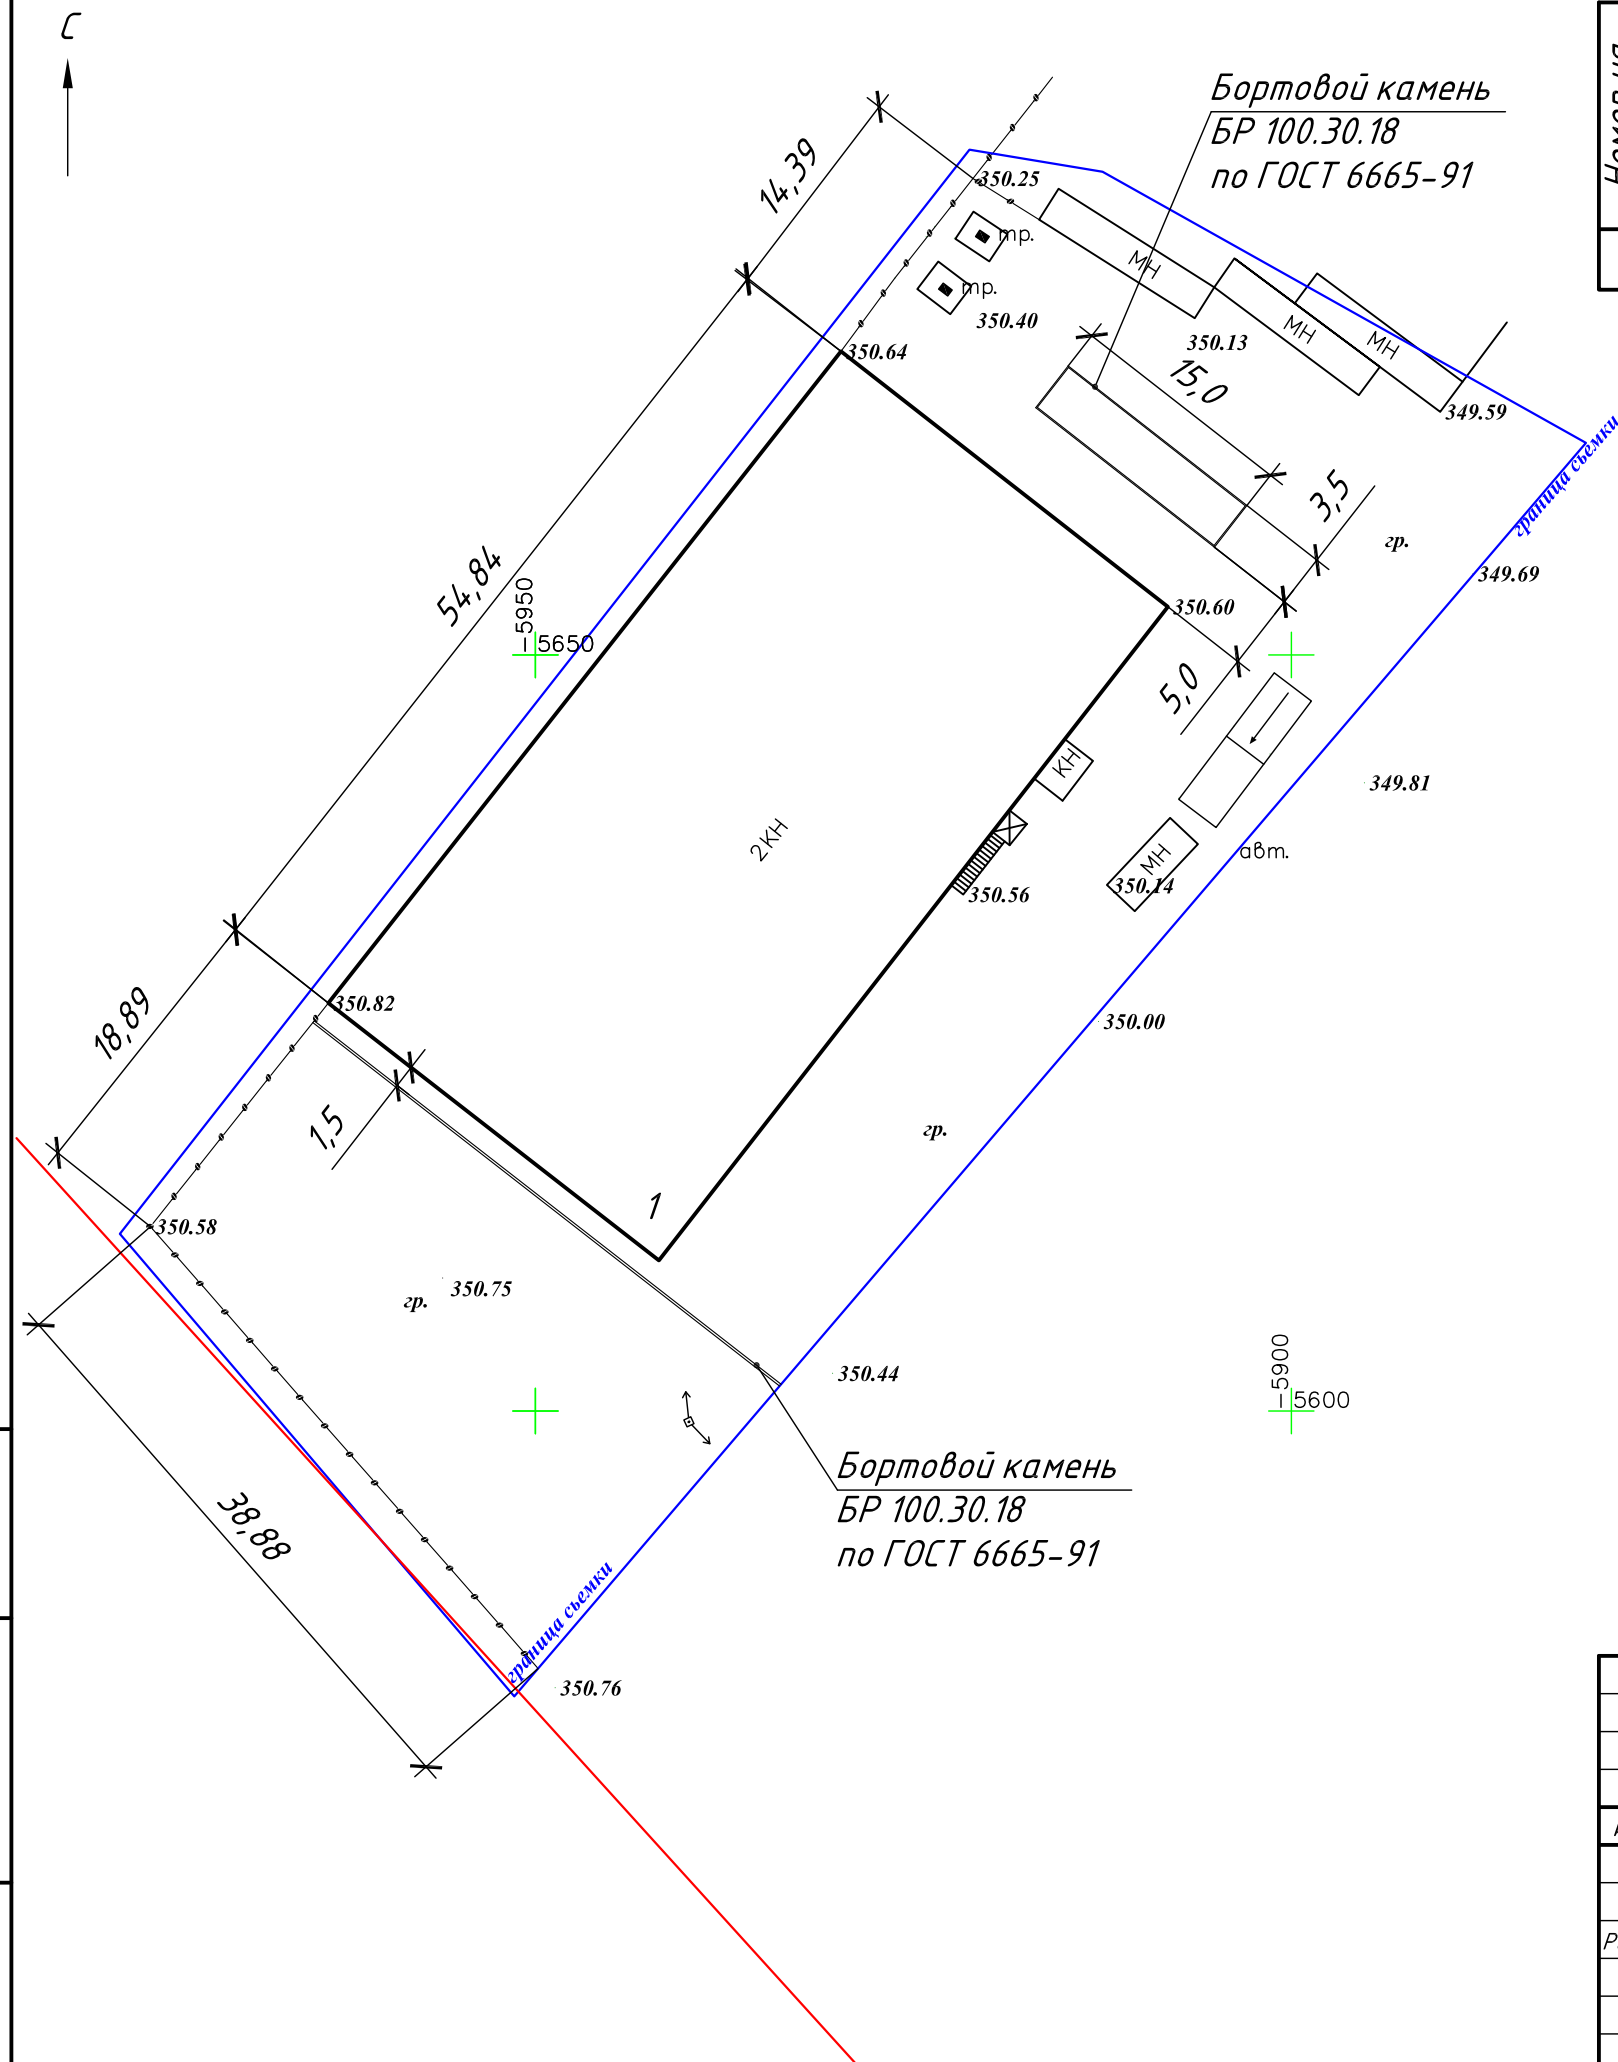 С
Бортовой камень
БР 100.30.18
по ГОСТ 6665-91
14,39
350.25
тр.
МН
тр.
350.40
350.13
МН
МН
350.64
15,0
349.59
граница съемки
3,5
гр.
54,84
-5950
-5650
349.69
350.60
5,0
КН
349.81
2КН
МН
авт.
350.14
350.56
350.82
18,89
350.00
1,5
гр.
1
350.58
350.75
гр.
350.44
-5900
-5600
Бортовой камень
БР 100.30.18
по ГОСТ 6665-91
38,88
граница съемки
350.76